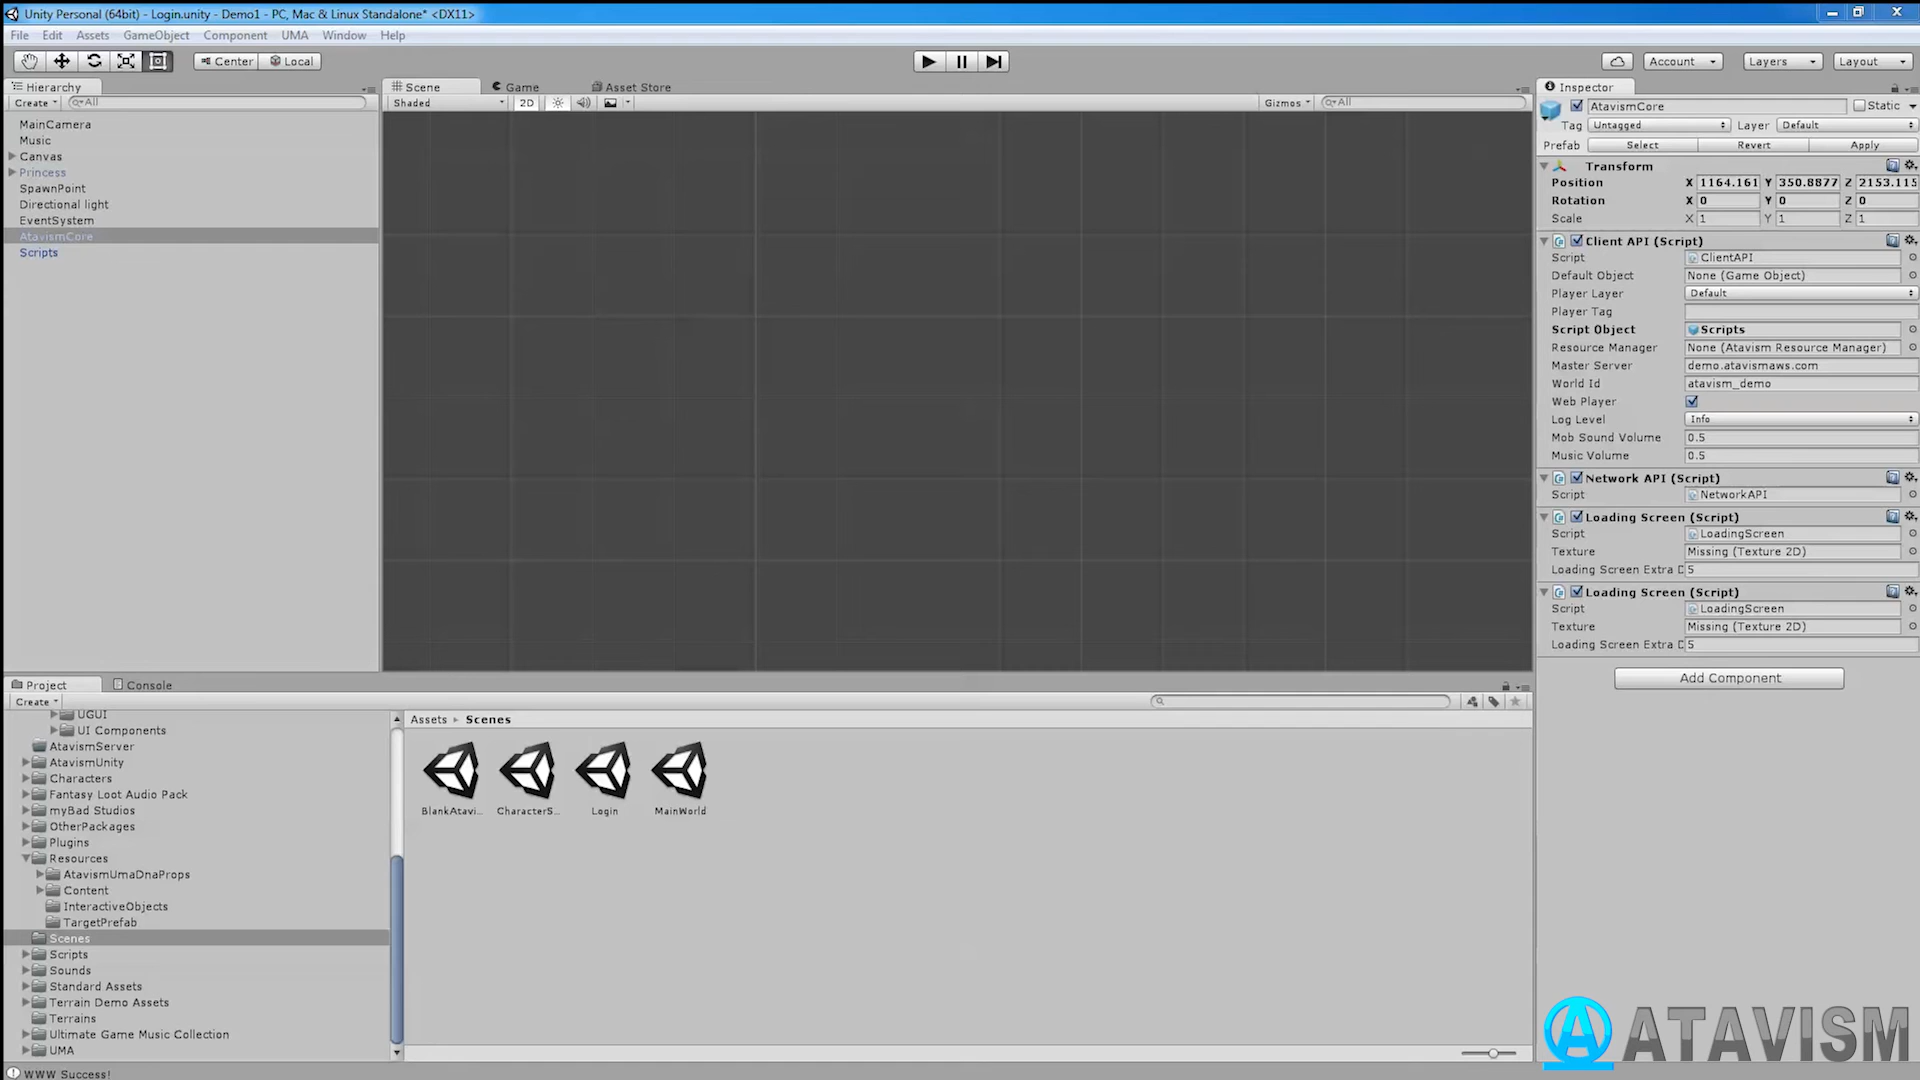 Unity Personal (64bit) - Login.unity - Demo1 - PC, Mac & Linux Standalone* <DX11>
File Edit Assets GameObject Component UMA Window Help
Center Local
Account Layers Layout
Hierarchy
Create All
MainCamera
Music
Canvas
Princess
SpawnPoint
Directional light
EventSystem
AtavismCore
Scripts
Scene Game Asset Store
Shaded 2D Gizmos All
Inspector
AtavismCore Static
Tag Untagged Layer Default
Prefab Select Revert Apply
Transform
Position X 1164.161 Y 350.8877 Z 2153.115
Rotation X 0 Y 0 Z 0
Scale X 1 Y 1 Z 1
Client API (Script)
Script ClientAPI
Default Object None (Game Object)
Player Layer Default
Player Tag
Script Object Scripts
Resource Manager None (Atavism Resource Manager)
Master Server demo.atavismaws.com
World Id atavism_demo
Web Player
Log Level Info
Mob Sound Volume 0.5
Music Volume 0.5
Network API (Script)
Script NetworkAPI
Loading Screen (Script)
Script LoadingScreen
Texture Missing (Texture 2D)
Loading Screen Extra D 5
Loading Screen (Script)
Script LoadingScreen
Texture Missing (Texture 2D)
Loading Screen Extra D 5
Add Component
Project Console
Create
UGUI
UI Components
AtavismServer
AtavismUnity
Characters
Fantasy Loot Audio Pack
myBad Studios
OtherPackages
Plugins
Resources
AtavismUmaDnaProps
Content
InteractiveObjects
TargetPrefab
Scenes
Scripts
Sounds
Standard Assets
Terrain Demo Assets
Terrains
Ultimate Game Music Collection
UMA
Assets Scenes
BlankAtavi... CharacterS... Login MainWorld
WWW Success!
ATAVISM